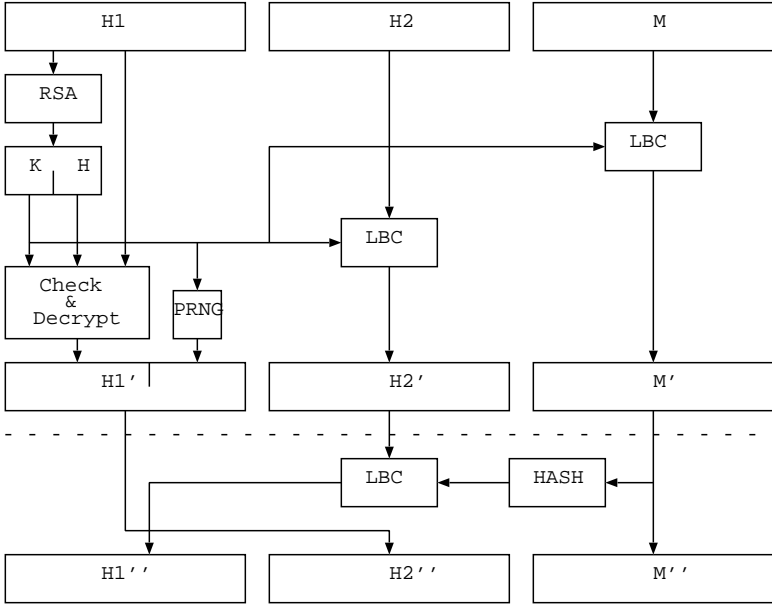 H1 H2 M
RSA
LBC
K H
LBC
Check
&
Decrypt
PRNG
H1' H2' M'
LBC HASH
H1'' H2'' M''